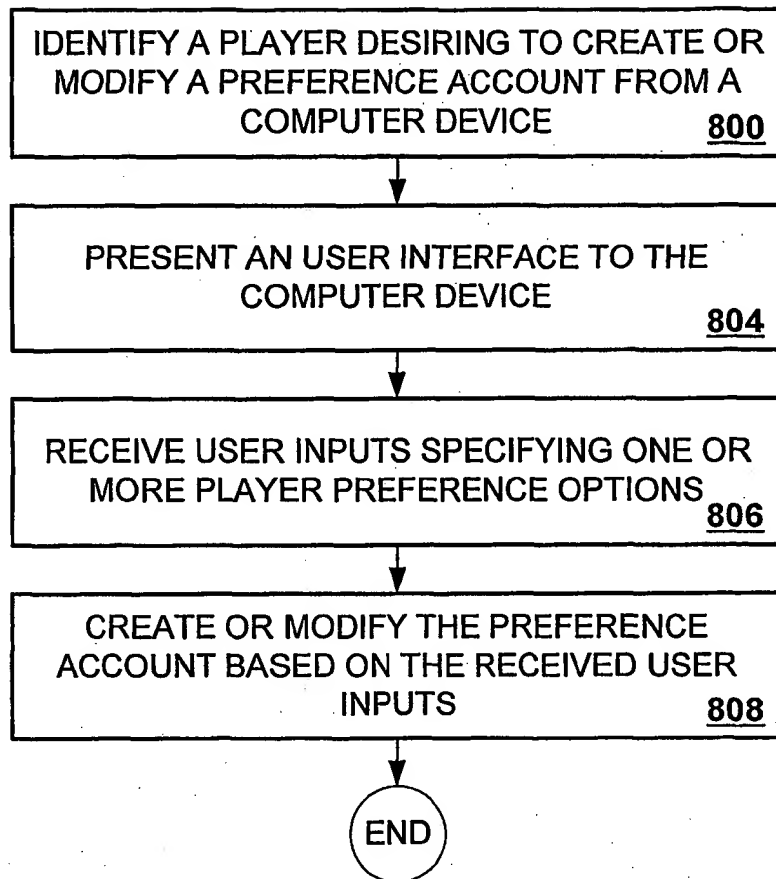 IDENTIFY A PLAYER DESIRING TO CREATE OR
MODIFY A PREFERENCE ACCOUNT FROM A
COMPUTER DEVICE
800
PRESENT AN USER INTERFACE TO THE
COMPUTER DEVICE
804
RECEIVE USER INPUTS SPECIFYING ONE OR
MORE PLAYER PREFERENCE OPTIONS
806
CREATE OR MODIFY THE PREFERENCE
ACCOUNT BASED ON THE RECEIVED USER
INPUTS
808
END